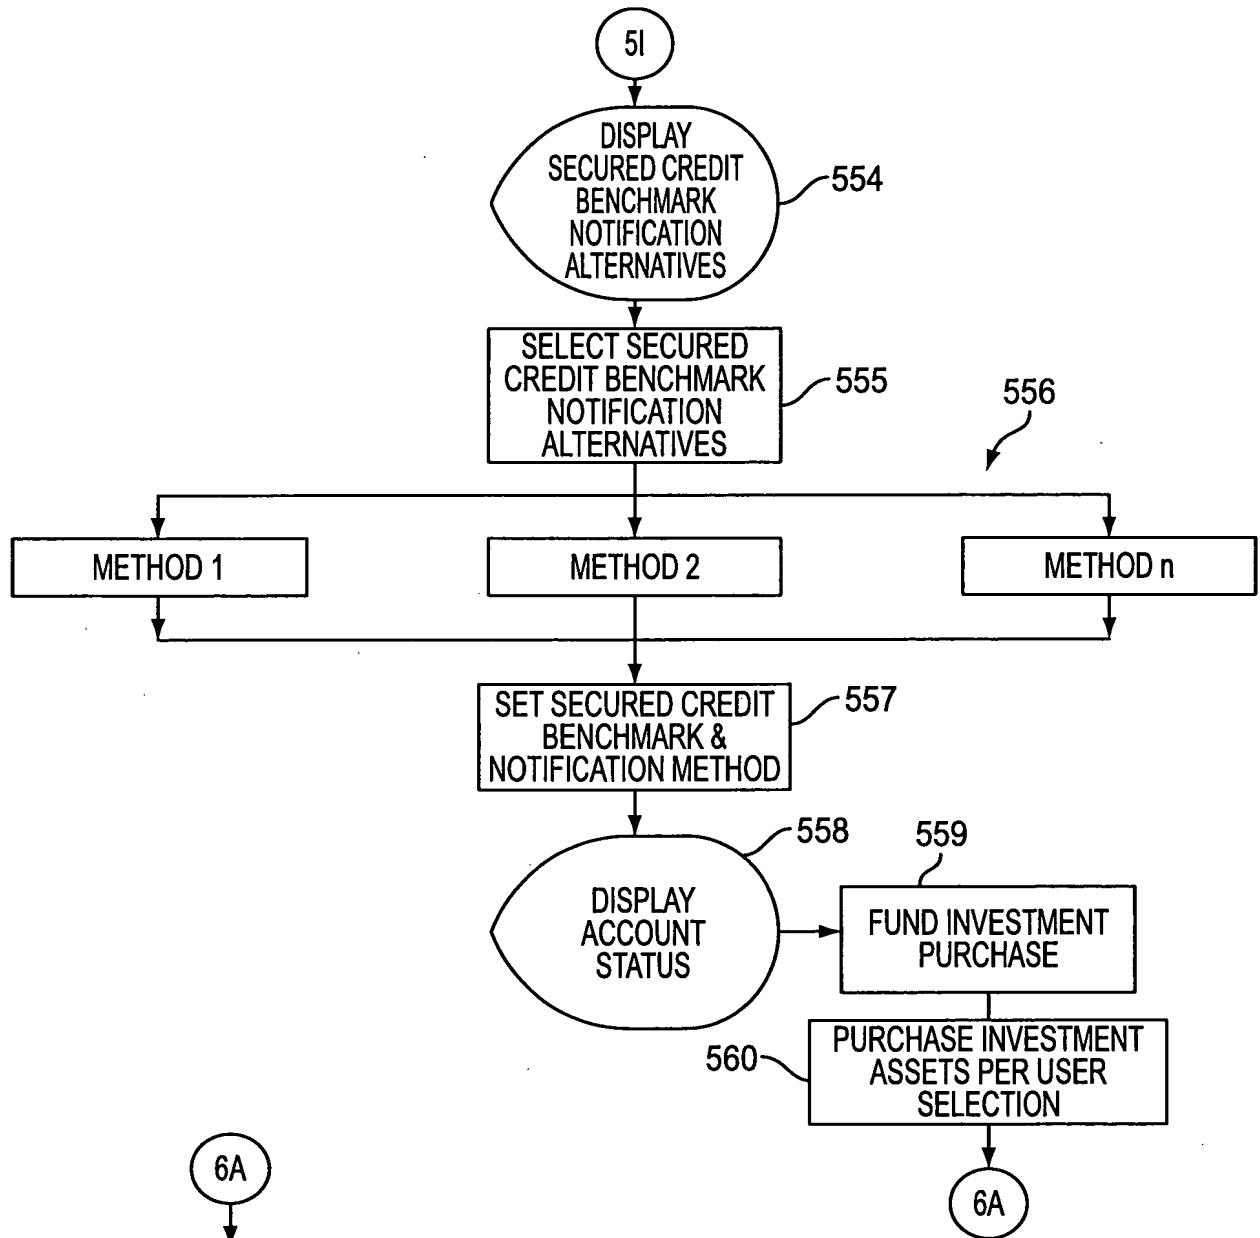 5I
DISPLAY
SECURED CREDIT
BENCHMARK
NOTIFICATION
ALTERNATIVES
554
SELECT SECURED
CREDIT BENCHMARK
NOTIFICATION
ALTERNATIVES
555
556
METHOD 1
METHOD 2
METHOD n
SET SECURED CREDIT
BENCHMARK &
NOTIFICATION METHOD
557
DISPLAY
ACCOUNT
STATUS
558
559
FUND INVESTMENT
PURCHASE
560
PURCHASE INVESTMENT
ASSETS PER USER
SELECTION
6A
6A